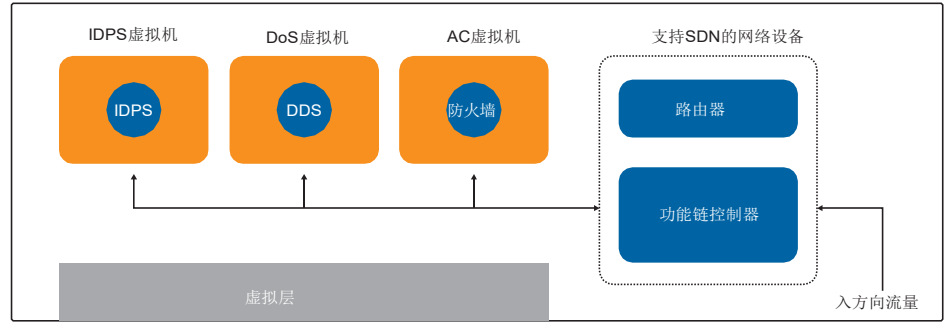 IDPS虚拟机
DoS虚拟机
AC虚拟机
支持SDN的网络设备
IDPS
DDS
防火墙
路由器
功能链控制器
虚拟层
入方向流量